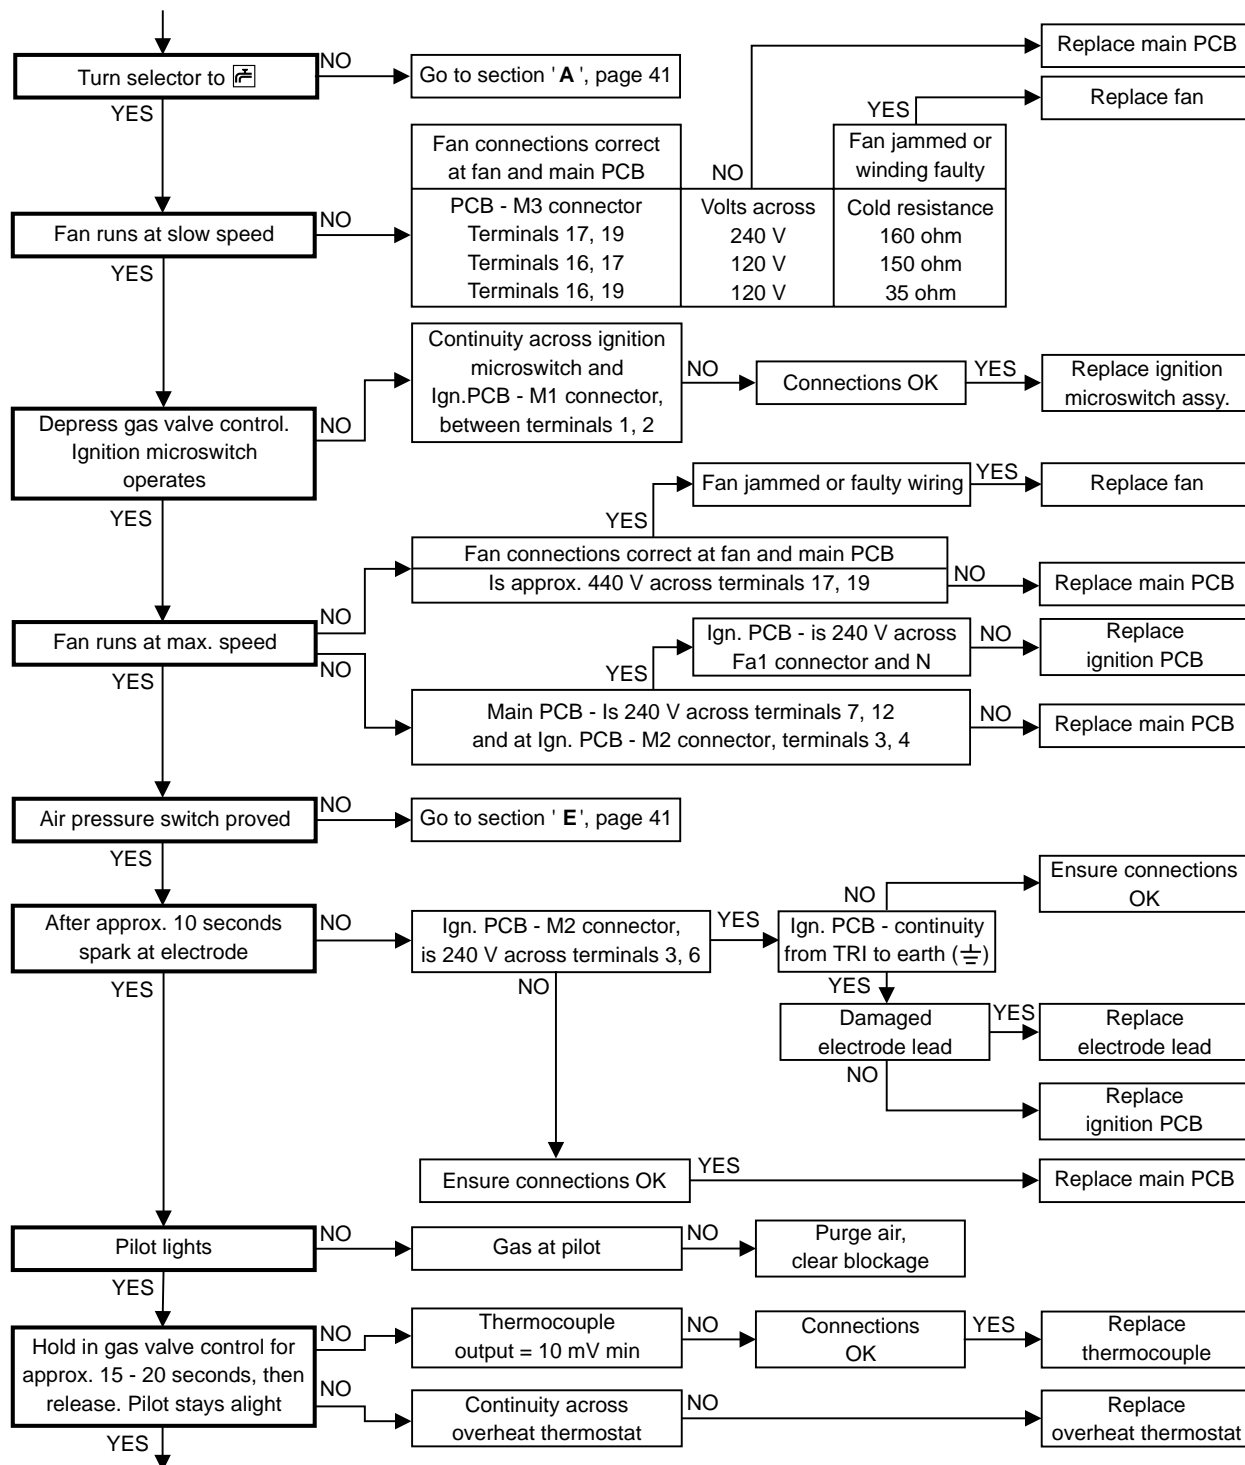 Turn selector to
NO
Go to section ' A ', page 41
Replace main PCB
YES
Replace fan
YES
Fan connections correct
at fan and main PCB
NO
Fan jammed or
winding faulty
PCB - M3 connector
Volts across
Cold resistance
Terminals 17, 19
240 V
160 ohm
Terminals 16, 17
120 V
150 ohm
Terminals 16, 19
120 V
35 ohm
Fan runs at slow speed
NO
YES
Continuity across ignition
microswitch and
Ign.PCB - M1 connector,
between terminals 1, 2
NO
Connections OK
YES
Replace ignition
microswitch assy.
Depress gas valve control.
Ignition microswitch
operates
NO
YES
Fan jammed or faulty wiring
YES
Replace fan
YES
Fan connections correct at fan and main PCB
Is approx. 440 V across terminals 17, 19
NO
Replace main PCB
Fan runs at max. speed
NO
NO
YES
Ign. PCB - is 240 V across
Fa1 connector and N
NO
Replace
ignition PCB
YES
Main PCB - Is 240 V across terminals 7, 12
and at Ign. PCB - M2 connector, terminals 3, 4
NO
Replace main PCB
Air pressure switch proved
NO
Go to section ' E ', page 41
YES
After approx. 10 seconds
spark at electrode
NO
YES
Ign. PCB - M2 connector,
is 240 V across terminals 3, 6
YES
NO
Ign. PCB - continuity
from TRI to earth ( )
NO
Ensure connections
OK
YES
Damaged
electrode lead
YES
Replace
electrode lead
NO
Replace
ignition PCB
Ensure connections OK
YES
Replace main PCB
Pilot lights
NO
Gas at pilot
NO
Purge air,
clear blockage
YES
Hold in gas valve control for
approx. 15 - 20 seconds, then
release. Pilot stays alight
NO
Thermocouple
output = 10 mV min
NO
Connections
OK
YES
Replace
thermocouple
NO
Continuity across
overheat thermostat
NO
Replace
overheat thermostat
YES